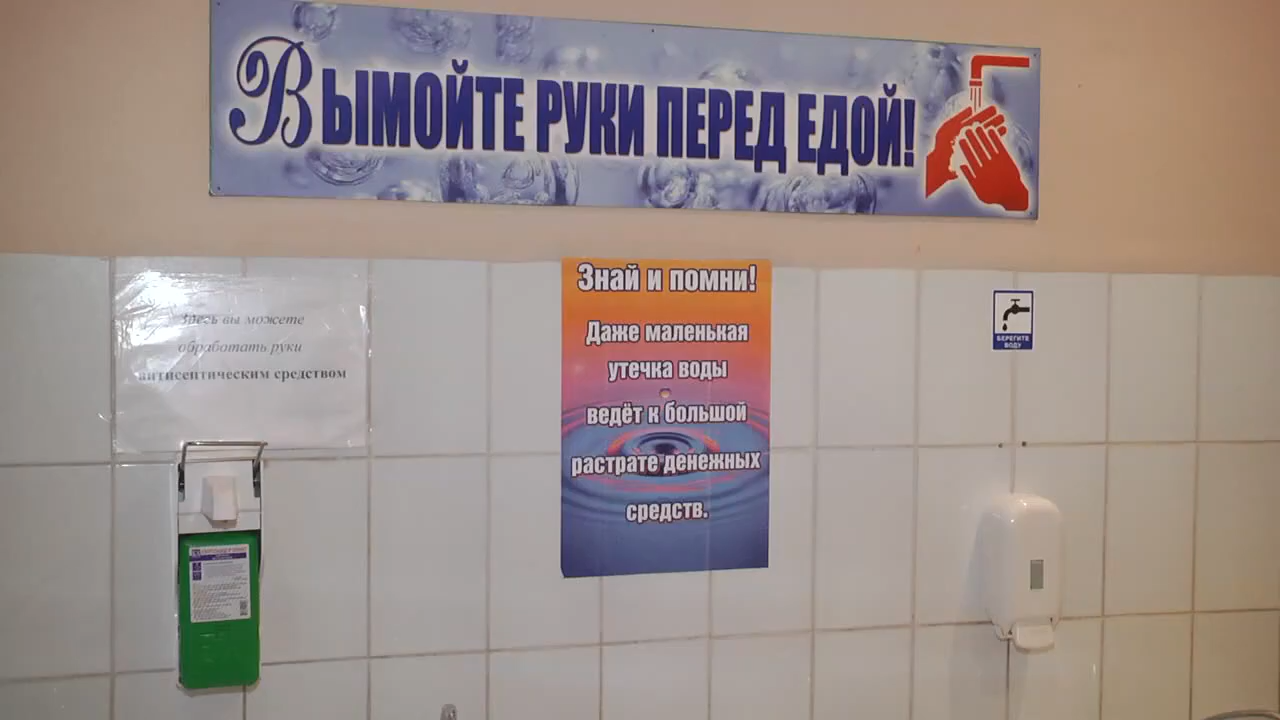 Вымойте руки перед едой!
Здесь вы можете
обработать руки
антисептическим средством
Знай и помни!
Даже маленькая
утечка воды
ведёт к большой
растрате денежных
средств.
БЕРЕГИТЕ
ВОДУ